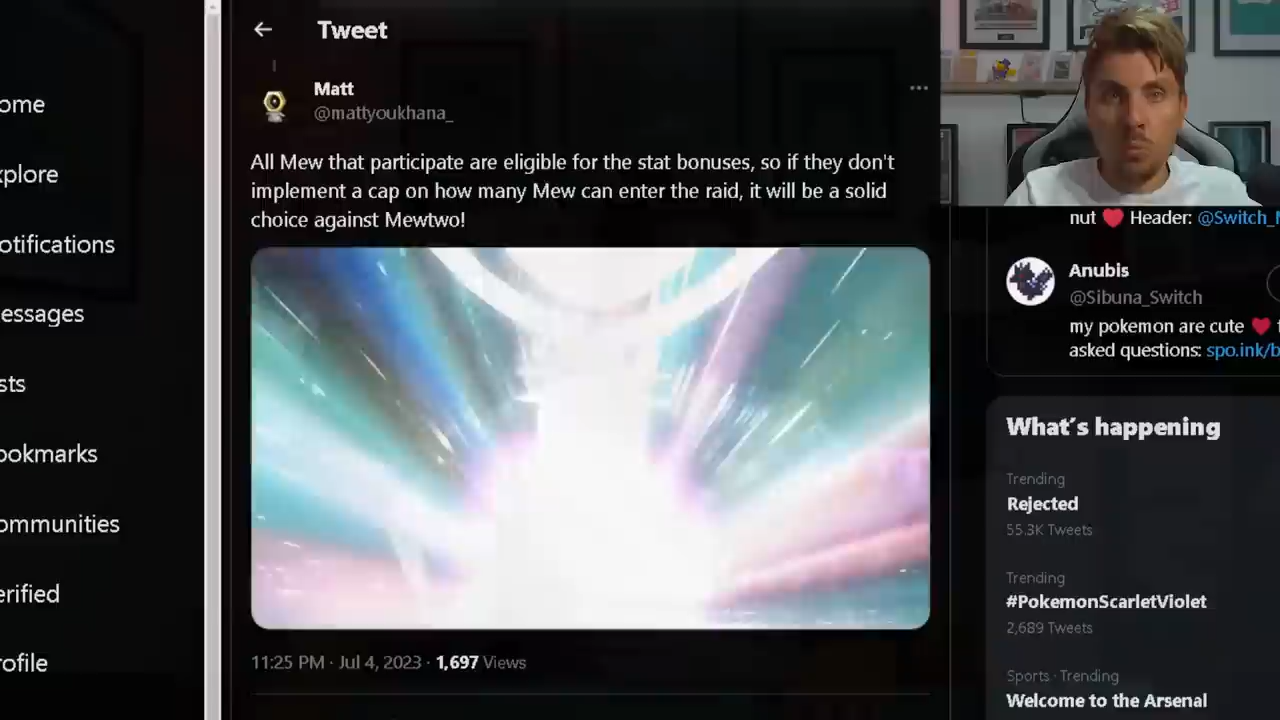 Tweet
Matt
@mattyoukhana_
All Mew that participate are eligible for the stat bonuses, so if they don't
implement a cap on how many Mew can enter the raid, it will be a solid
choice against Mewtwo!
11:25 PM · Jul 4, 2023 · 1,697 Views
ome
xplore
otifications
essages
sts
ookmarks
ommunities
erified
rofile
nut ❤️ Header: @Switch_
Anubis
@Sibuna_Switch
my pokemon are cute ❤️
asked questions: spo.ink/b
What's happening
Trending
Rejected
55.3K Tweets
Trending
#PokemonScarletViolet
2,689 Tweets
Sports · Trending
Welcome to the Arsenal